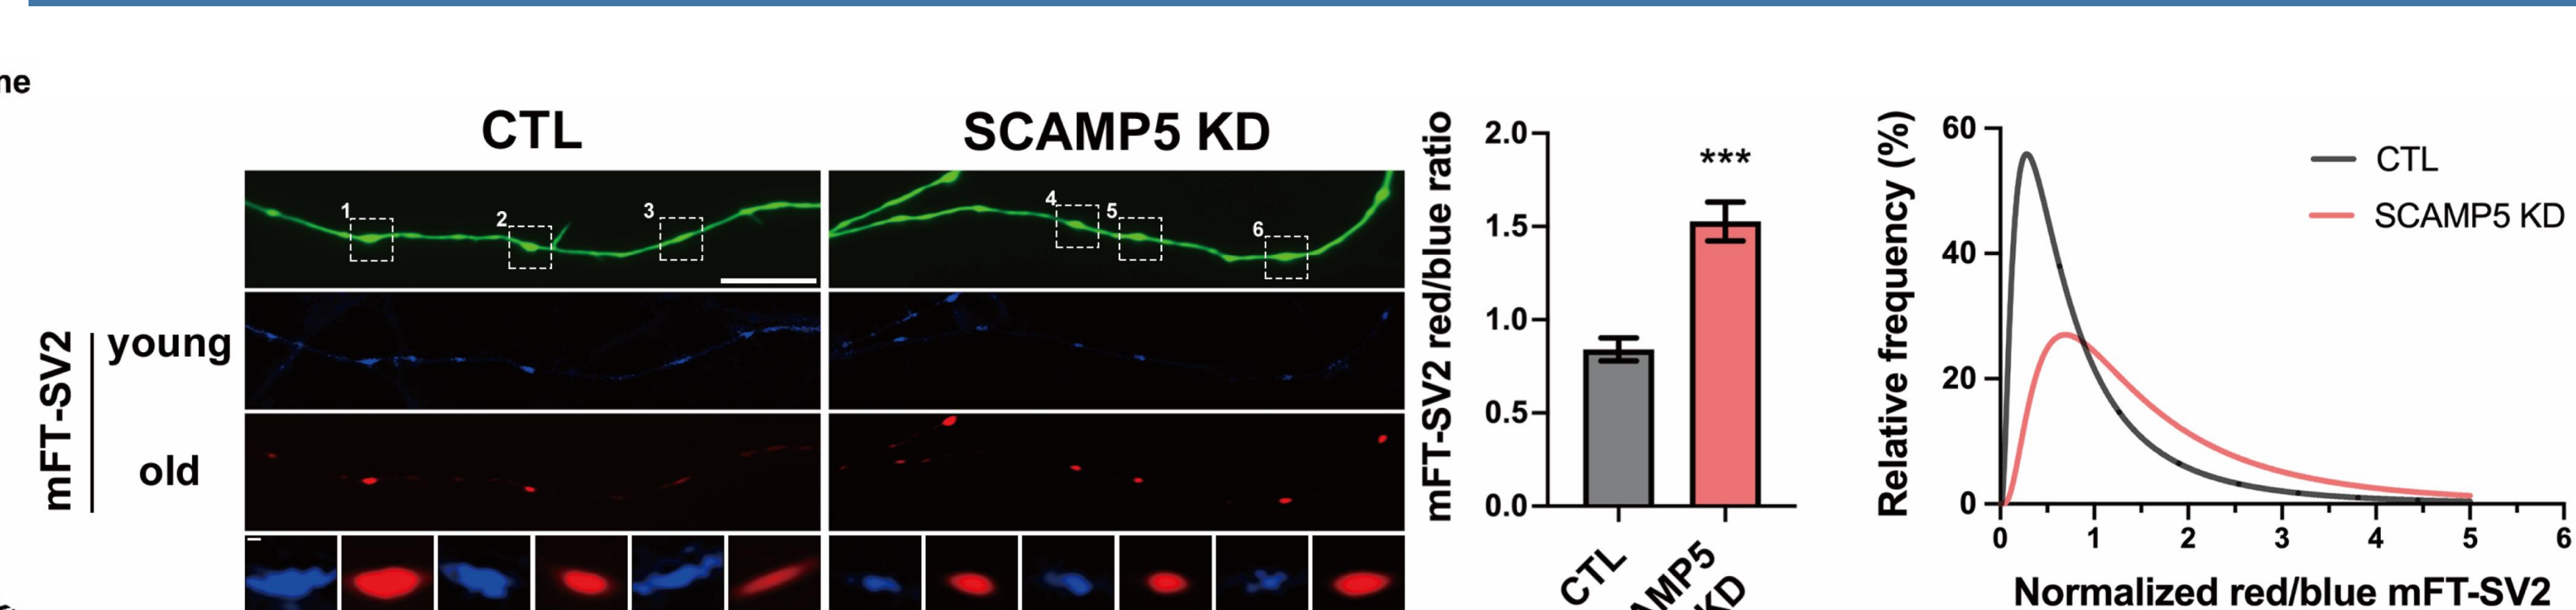 ne
CTL
SCAMP5 KD
1
2
3
4
5
6
mFT-SV2
young
old
mFT-SV2 red/blue ratio
2.0
1.5
1.0
0.5
0.0
***
CTL
AMP5
KD
Relative frequency (%)
60
40
20
0
CTL
SCAMP5 KD
0 1 2 3 4 5 6
Normalized red/blue mFT-SV2